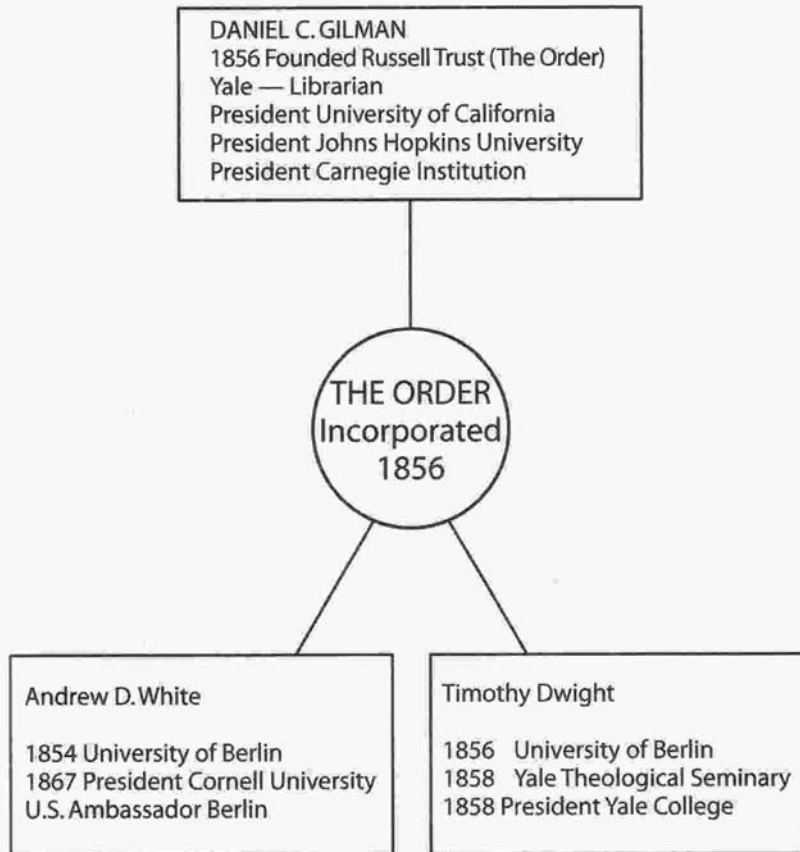 DANIEL C. GILMAN
1856 Founded Russell Trust (The Order)
Yale — Librarian
President University of California
President Johns Hopkins University
President Carnegie Institution
THE ORDER
Incorporated
1856
Andrew D. White
1854 University of Berlin
1867 President Cornell University
U.S. Ambassador Berlin
Timothy Dwight
1856 University of Berlin
1858 Yale Theological Seminary
1858 President Yale College